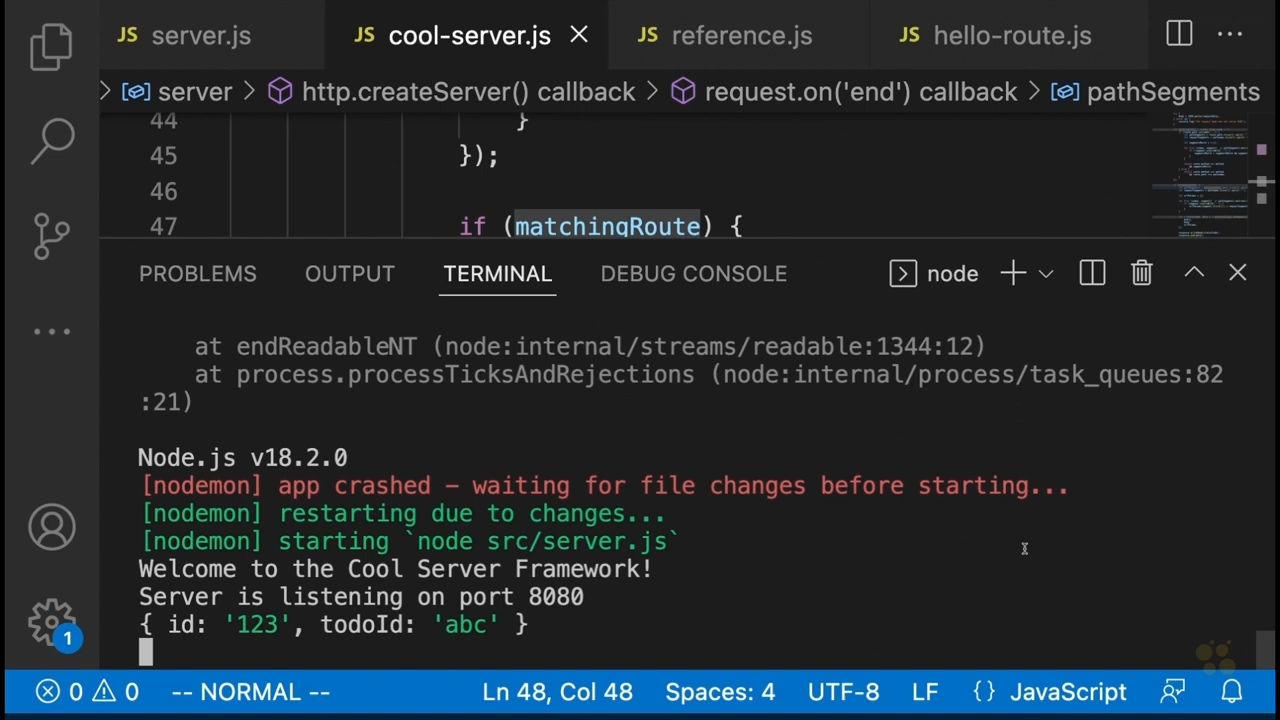 JS server.js JS cool-server.js JS reference.js JS hello-route.js ...
server > http.createServer() callback > request.on('end') callback > pathSegments
44 }
45 });
46
47 if (matchingRoute) {
PROBLEMS OUTPUT TERMINAL DEBUG CONSOLE node
at endReadableNT (node:internal/streams/readable:1344:12)
at process.processTicksAndRejections (node:internal/process/task_queues:82
:21)
Node.js v18.2.0
[nodemon] app crashed - waiting for file changes before starting...
[nodemon] restarting due to changes...
[nodemon] starting `node src/server.js`
Welcome to the Cool Server Framework!
Server is listening on port 8080
{ id: '123', todoId: 'abc' }
1
0 0 -- NORMAL -- Ln 48, Col 48 Spaces: 4 UTF-8 LF {} JavaScript